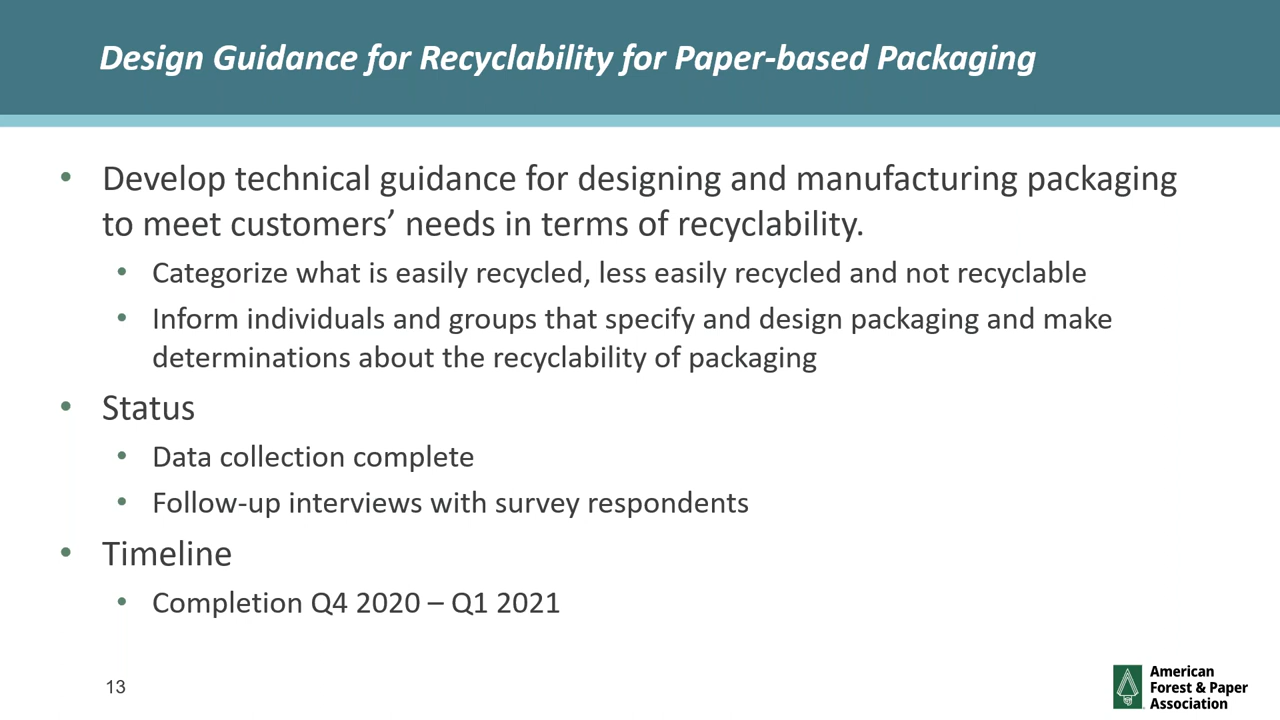 Design Guidance for Recyclability for Paper-based Packaging
• Develop technical guidance for designing and manufacturing packaging
to meet customers’ needs in terms of recyclability.
• Categorize what is easily recycled, less easily recycled and not recyclable
• Inform individuals and groups that specify and design packaging and make
determinations about the recyclability of packaging
• Status
• Data collection complete
• Follow-up interviews with survey respondents
• Timeline
• Completion Q4 2020 – Q1 2021
13
American
Forest & Paper
Association